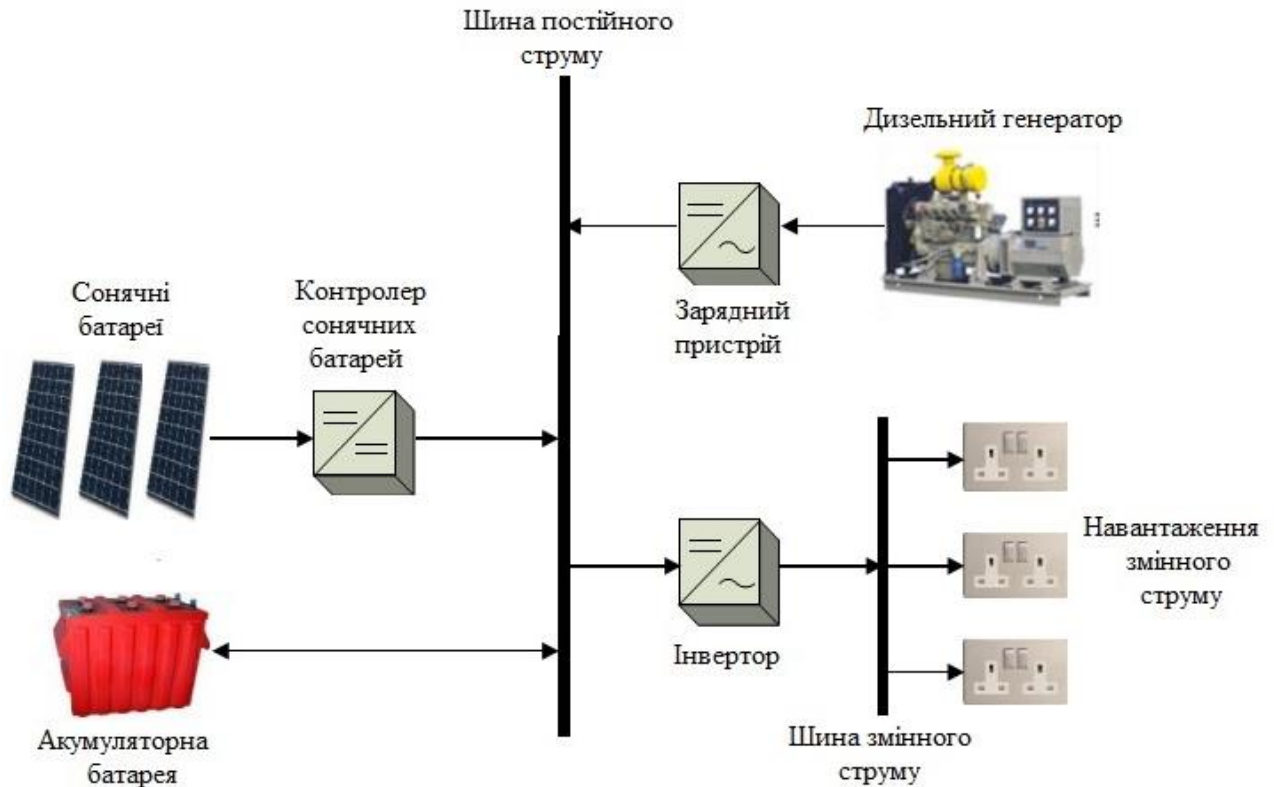 Шина постійного
струму
Дизельний генератор
Зарядний
пристрій
Сонячні
батареї
Контролер
сонячних
батарей
Навантаження
змінного
струму
Інвертор
Акумуляторна
батарея
Шина змінного
струму